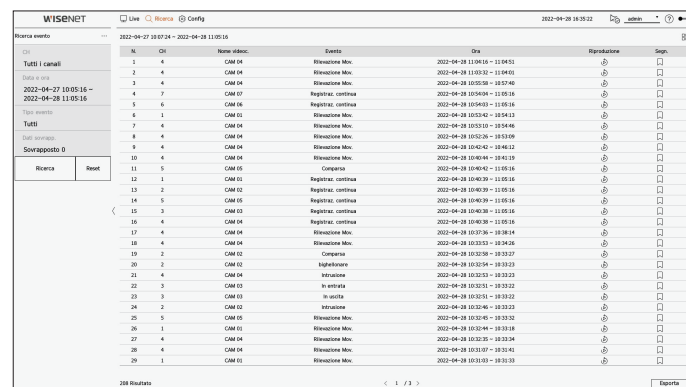 WISENET Live Ricerca Config 2022-04-28 16:35:22 admin
Ricerca evento ... 2022-04-27 10:07:24 ~ 2022-04-28 11:05:16
CH
Tutti i canali
Data e ora
2022-04-27 10:05:16 ~
2022-04-28 11:05:16
Tipo evento
Tutti
Dati sovrapp.
Sovrapposto 0
Ricerca Reset
N. CH Nome videoc. Evento Ora Riproduzione Segn.
1 4 CAM 04 Rilevazione Mov. 2022-04-28 11:04:16 ~ 11:04:51
2 4 CAM 04 Rilevazione Mov. 2022-04-28 11:03:32 ~ 11:04:01
3 4 CAM 04 Rilevazione Mov. 2022-04-28 10:55:58 ~ 10:57:40
4 7 CAM 07 Registraz. continua 2022-04-28 10:54:04 ~ 11:05:16
5 6 CAM 06 Registraz. continua 2022-04-28 10:54:03 ~ 11:05:16
6 1 CAM 01 Rilevazione Mov. 2022-04-28 10:53:42 ~ 10:54:13
7 4 CAM 04 Rilevazione Mov. 2022-04-28 10:53:10 ~ 10:54:46
8 4 CAM 04 Rilevazione Mov. 2022-04-28 10:52:26 ~ 10:53:09
9 4 CAM 04 Rilevazione Mov. 2022-04-28 10:42:42 ~ 10:46:12
10 4 CAM 04 Rilevazione Mov. 2022-04-28 10:40:44 ~ 10:41:19
11 5 CAM 05 Comparsa 2022-04-28 10:40:42 ~ 11:05:16
12 1 CAM 01 Registraz. continua 2022-04-28 10:40:39 ~ 11:05:16
13 2 CAM 02 Registraz. continua 2022-04-28 10:40:39 ~ 11:05:16
14 5 CAM 05 Registraz. continua 2022-04-28 10:40:39 ~ 11:05:16
15 3 CAM 03 Registraz. continua 2022-04-28 10:40:38 ~ 11:05:16
16 4 CAM 04 Registraz. continua 2022-04-28 10:40:38 ~ 11:05:16
17 4 CAM 04 Rilevazione Mov. 2022-04-28 10:37:36 ~ 10:38:14
18 4 CAM 04 Rilevazione Mov. 2022-04-28 10:33:53 ~ 10:34:26
19 2 CAM 02 Comparsa 2022-04-28 10:32:58 ~ 10:33:27
20 2 CAM 02 bighellonare 2022-04-28 10:32:54 ~ 10:33:23
21 4 CAM 04 Intrusione 2022-04-28 10:32:53 ~ 10:33:23
22 3 CAM 03 In entrata 2022-04-28 10:32:51 ~ 10:33:22
23 3 CAM 03 In uscita 2022-04-28 10:32:51 ~ 10:33:22
24 2 CAM 02 Intrusione 2022-04-28 10:32:46 ~ 10:33:23
25 5 CAM 05 Rilevazione Mov. 2022-04-28 10:32:45 ~ 10:33:32
26 1 CAM 01 Rilevazione Mov. 2022-04-28 10:32:44 ~ 10:33:18
27 4 CAM 04 Rilevazione Mov. 2022-04-28 10:32:35 ~ 10:33:34
28 4 CAM 04 Rilevazione Mov. 2022-04-28 10:31:07 ~ 10:31:41
29 1 CAM 01 Rilevazione Mov. 2022-04-28 10:31:03 ~ 10:31:33
208 Risultato < 1 / 3 > Esporta